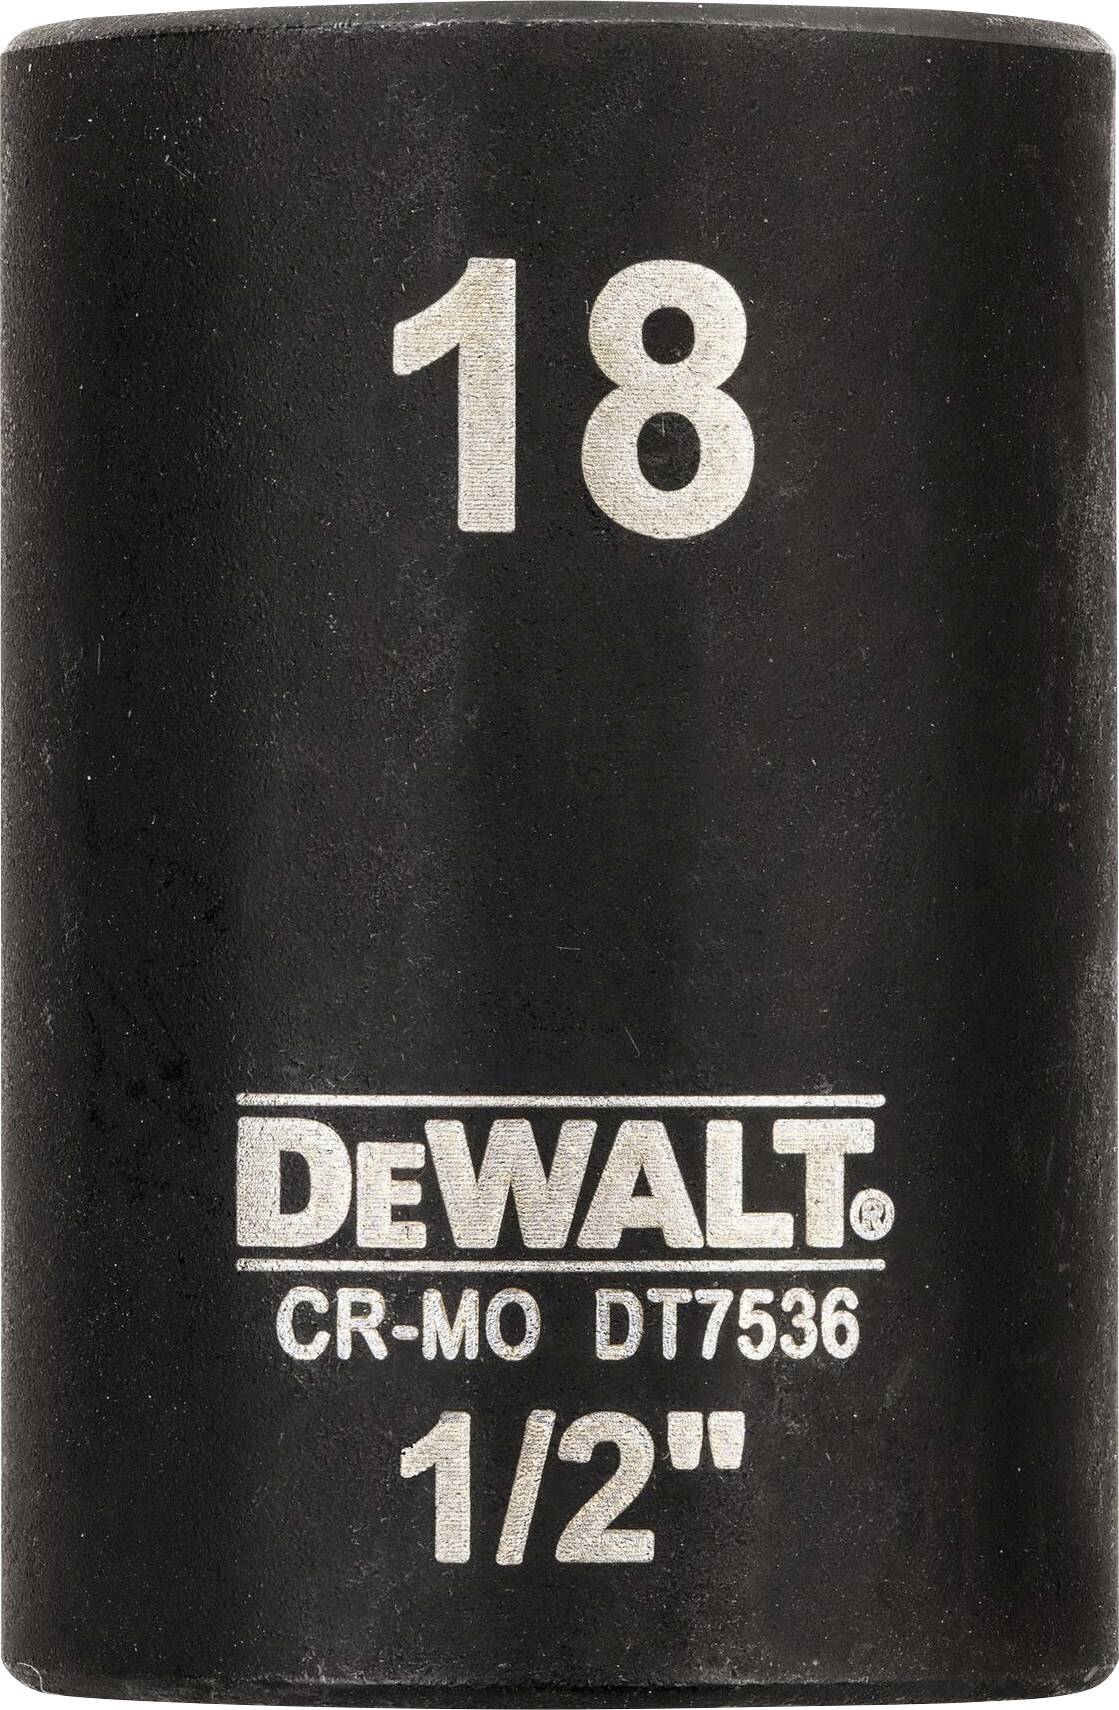 18
DEWALT®
CR-MO DT7536
1/2"